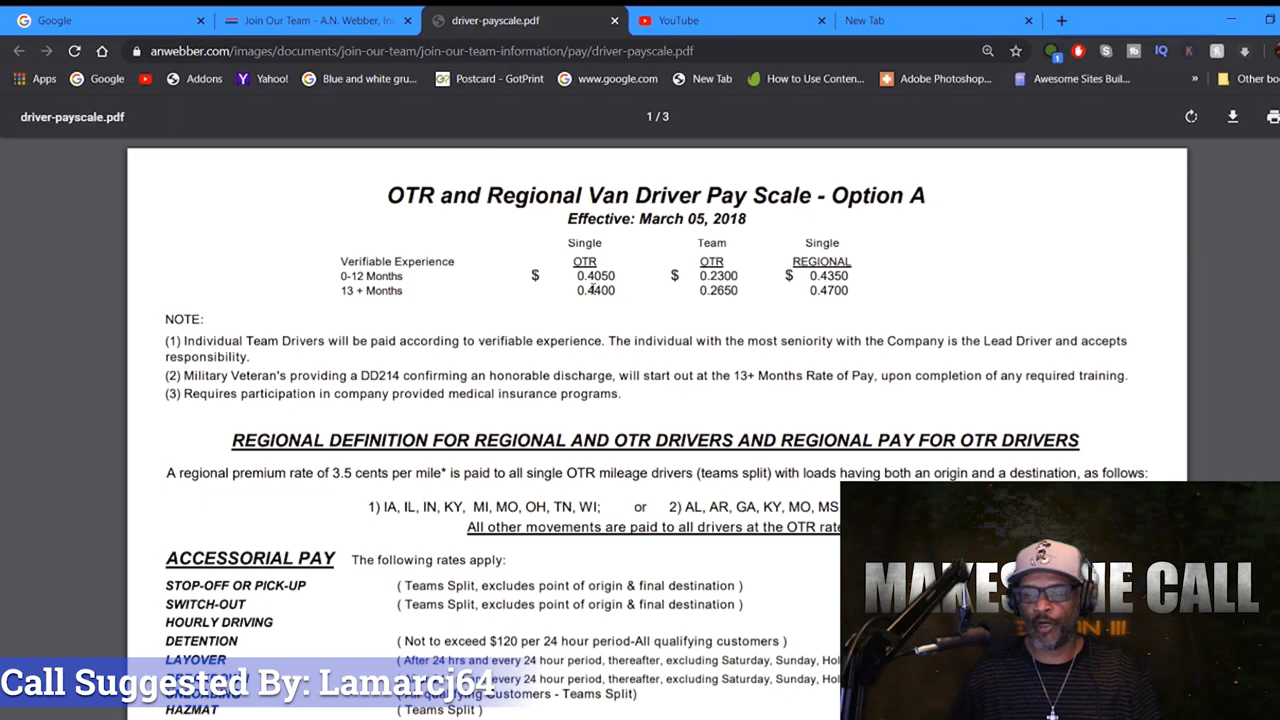 Google
Join Our Team - A.N. Webber, Inc
driver-payscale.pdf
YouTube
New Tab
anwebber.com/images/documents/join-our-team/join-our-team-information/pay/driver-payscale.pdf
Apps
Google
Addons
Yahoo!
Blue and white gru...
Postcard - GotPrint
www.google.com
New Tab
How to Use Conten...
Adobe Photoshop...
Awesome Sites Buil...
» Other bo
driver-payscale.pdf
1 / 3
OTR and Regional Van Driver Pay Scale - Option A
Effective: March 05, 2018
Single Team Single
Verifiable Experience OTR OTR REGIONAL
0-12 Months $ 0.4050 $ 0.2300 $ 0.4350
13 + Months 0.4400 0.2650 0.4700
NOTE:
(1) Individual Team Drivers will be paid according to verifiable experience. The individual with the most seniority with the Company is the Lead Driver and accepts
responsibility.
(2) Military Veteran's providing a DD214 confirming an honorable discharge, will start out at the 13+ Months Rate of Pay, upon completion of any required training.
(3) Requires participation in company provided medical insurance programs.
REGIONAL DEFINITION FOR REGIONAL AND OTR DRIVERS AND REGIONAL PAY FOR OTR DRIVERS
A regional premium rate of 3.5 cents per mile* is paid to all single OTR mileage drivers (teams split) with loads having both an origin and a destination, as follows:
1) IA, IL, IN, KY, MI, MO, OH, TN, WI; or 2) AL, AR, GA, KY, MO, MS
All other movements are paid to all drivers at the OTR rate
ACCESSORIAL PAY The following rates apply:
STOP-OFF OR PICK-UP ( Teams Split, excludes point of origin & final destination )
SWITCH-OUT ( Teams Split, excludes point of origin & final destination )
HOURLY DRIVING
DETENTION ( Not to exceed $120 per 24 hour period-All qualifying customers )
LAYOVER ( After 24 hrs and every 24 hour period, thereafter, excluding Saturday, Sunday, Hol
24 hour period, thereafter, excluding Saturday, Sunday, Hol
Customers - Teams Split)
HAZMAT ( Teams Split )
Call Suggested By: Lamarcj64
MAKES THE CALL
III